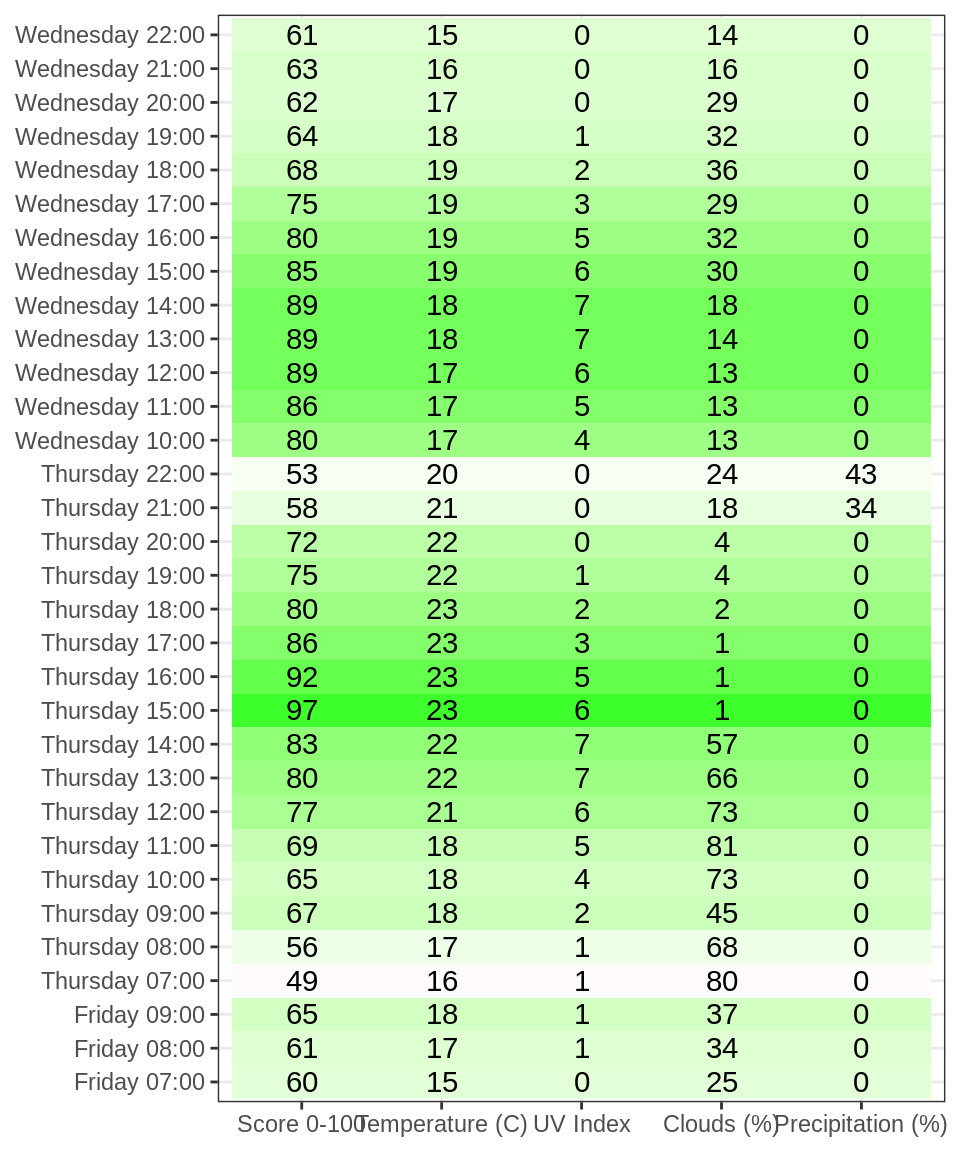 Wednesday 22:00 61 15 0 14 0
Wednesday 21:00 63 16 0 16 0
Wednesday 20:00 62 17 0 29 0
Wednesday 19:00 64 18 1 32 0
Wednesday 18:00 68 19 2 36 0
Wednesday 17:00 75 19 3 29 0
Wednesday 16:00 80 19 5 32 0
Wednesday 15:00 85 19 6 30 0
Wednesday 14:00 89 18 7 18 0
Wednesday 13:00 89 18 7 14 0
Wednesday 12:00 89 17 6 13 0
Wednesday 11:00 86 17 5 13 0
Wednesday 10:00 80 17 4 13 0
Thursday 22:00 53 20 0 24 43
Thursday 21:00 58 21 0 18 34
Thursday 20:00 72 22 0 4 0
Thursday 19:00 75 22 1 4 0
Thursday 18:00 80 23 2 2 0
Thursday 17:00 86 23 3 1 0
Thursday 16:00 92 23 5 1 0
Thursday 15:00 97 23 6 1 0
Thursday 14:00 83 22 7 57 0
Thursday 13:00 80 22 7 66 0
Thursday 12:00 77 21 6 73 0
Thursday 11:00 69 18 5 81 0
Thursday 10:00 65 18 4 73 0
Thursday 09:00 67 18 2 45 0
Thursday 08:00 56 17 1 68 0
Thursday 07:00 49 16 1 80 0
Friday 09:00 65 18 1 37 0
Friday 08:00 61 17 1 34 0
Friday 07:00 60 15 0 25 0
Score 0-100 Temperature (C) UV Index Clouds (%) Precipitation (%)